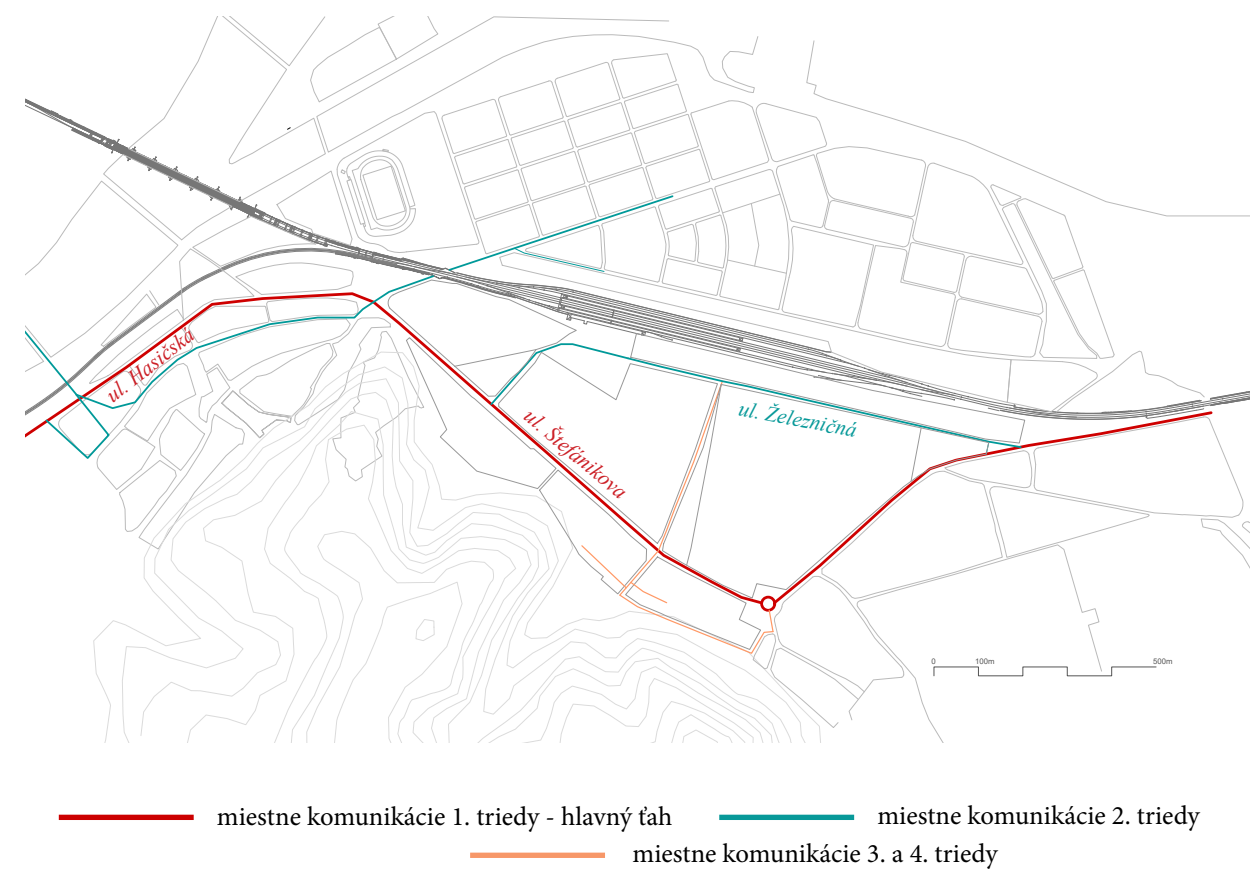 ul. Hasičská
ul. Štefánikova
ul. Železničná
0 100m 500m
miestne komunikácie 1. triedy - hlavný ťah
miestne komunikácie 2. triedy
miestne komunikácie 3. a 4. triedy